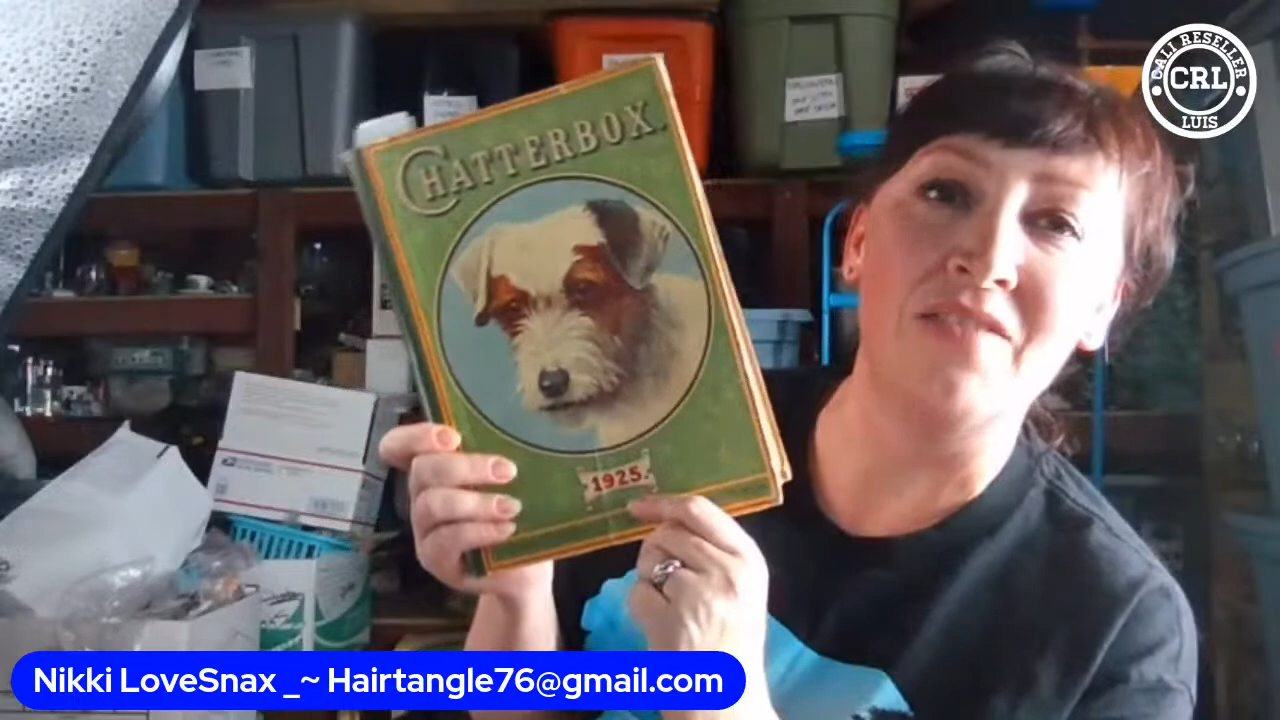 CALI RESELLER
CRL
LUIS
CHATTERBOX.
1925.
Nikki LoveSnax _~ Hairtangle76@gmail.com